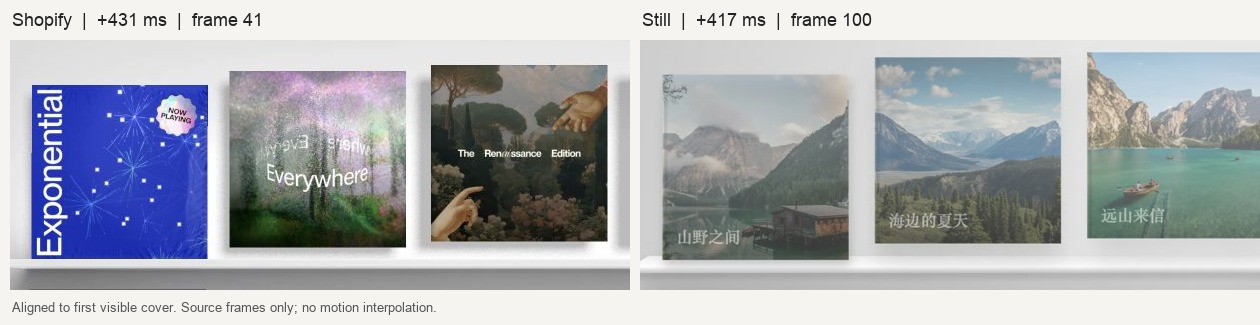 Shopify | +431 ms | frame 41
Still | +417 ms | frame 100
Exponential
NOW
PLAYING
Everywhere
Everywhere
The Renaissance Edition
山野之间
海边的夏天
远山来信
Aligned to first visible cover. Source frames only; no motion interpolation.